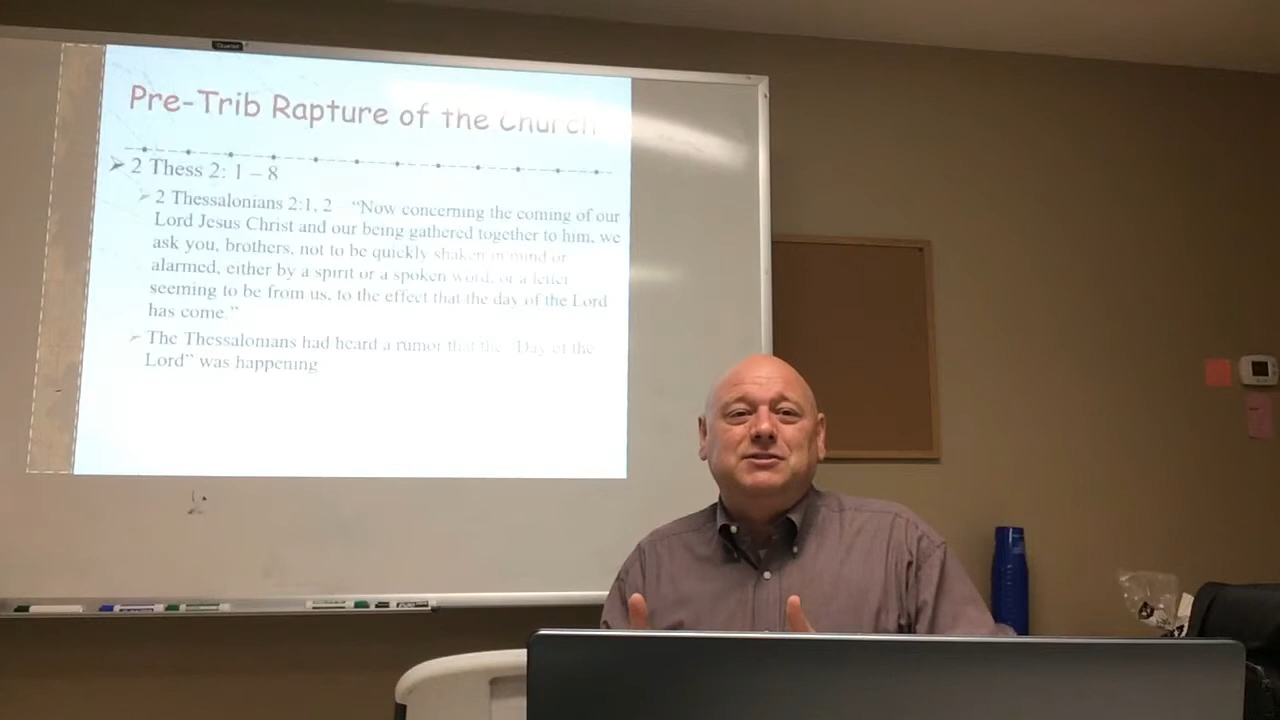 Quartet
Pre-Trib Rapture of the Church
2 Thess 2: 1 – 8
2 Thessalonians 2:1, 2 “Now concerning the coming of our
Lord Jesus Christ and our being gathered together to him, we
ask you, brothers, not to be quickly shaken in mind or
alarmed, either by a spirit or a spoken word, or a letter
seeming to be from us, to the effect that the day of the Lord
has come.”
The Thessalonians had heard a rumor that the “Day of the
Lord” was happening